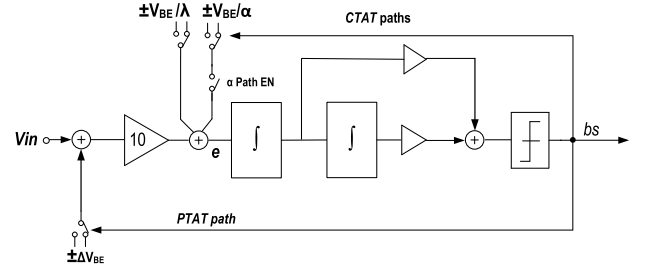 ±VBE/λ
±VBE/α
CTAT paths
α Path EN
Vin
10
e
∫
∫
bs
PTAT path
±ΔVBE